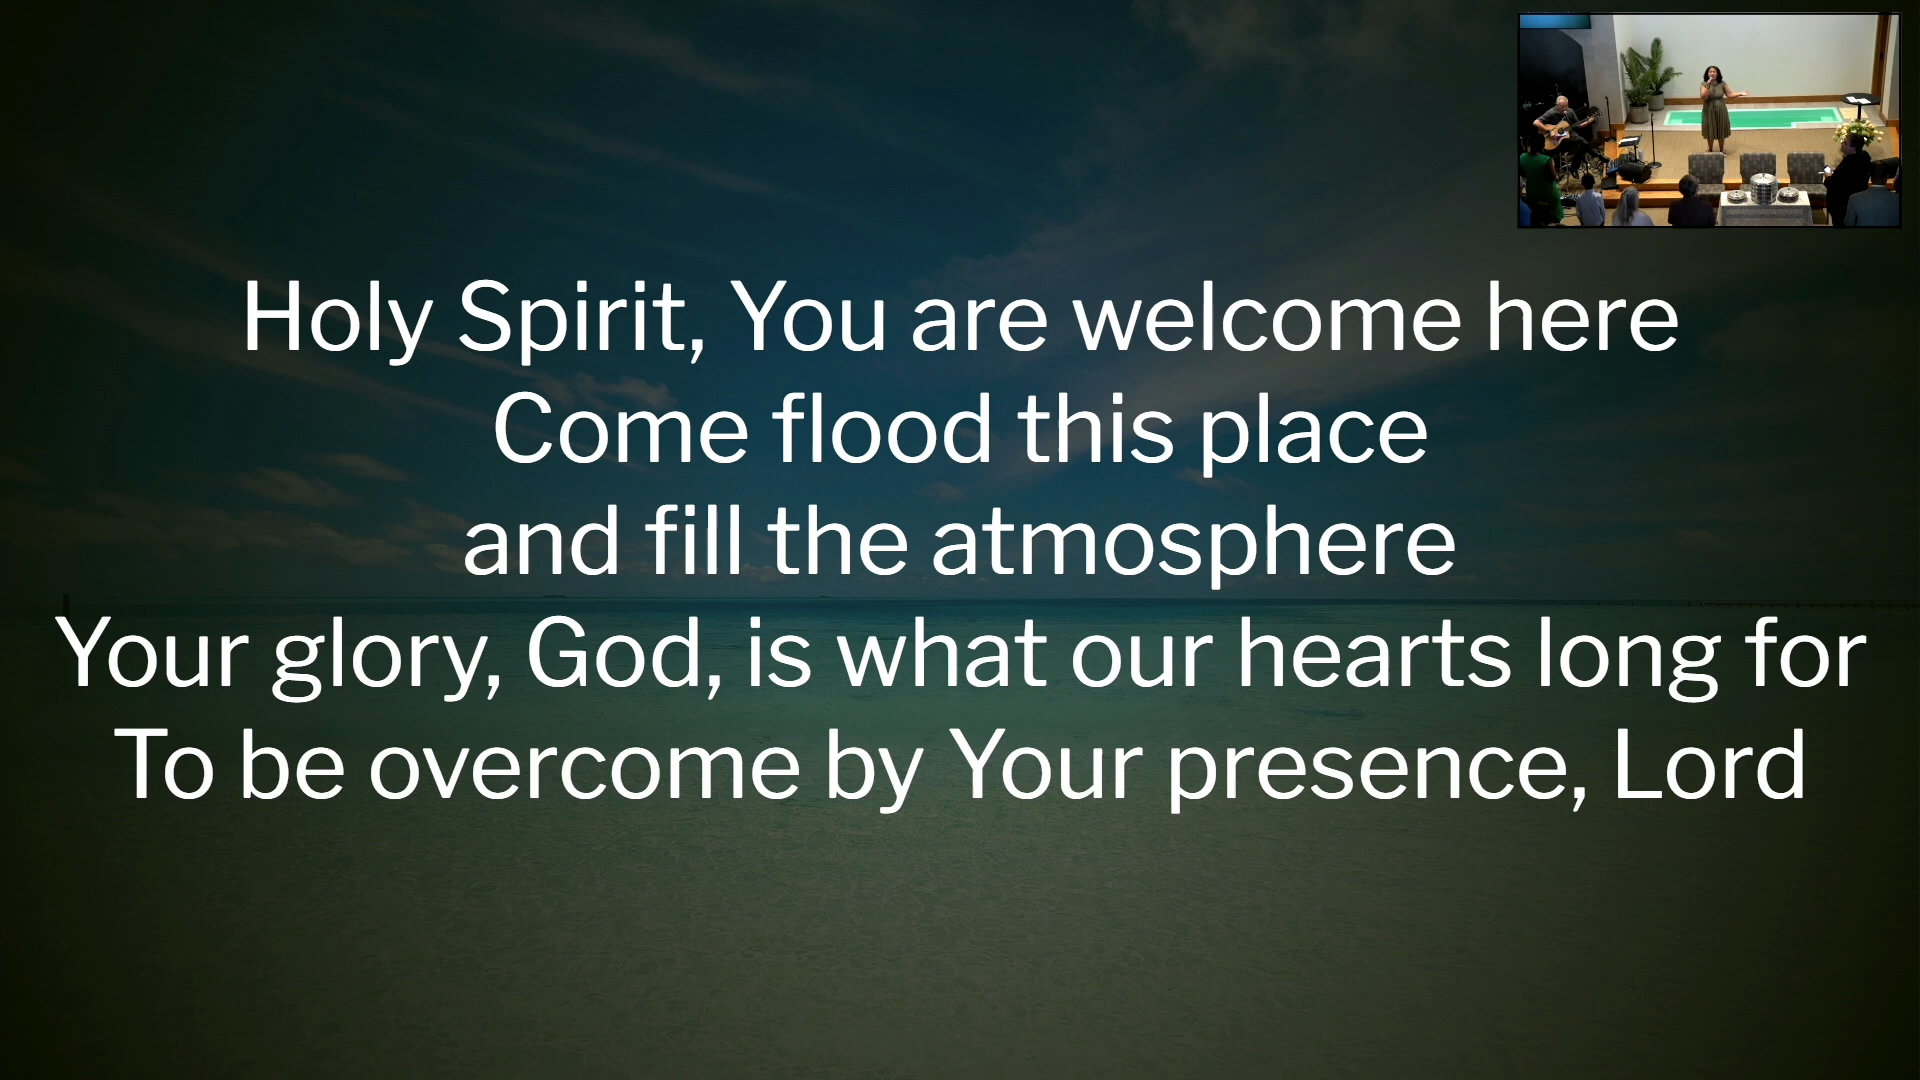 Holy Spirit, You are welcome here
Come flood this place
and fill the atmosphere
Your glory, God, is what our hearts long for
To be overcome by Your presence, Lord